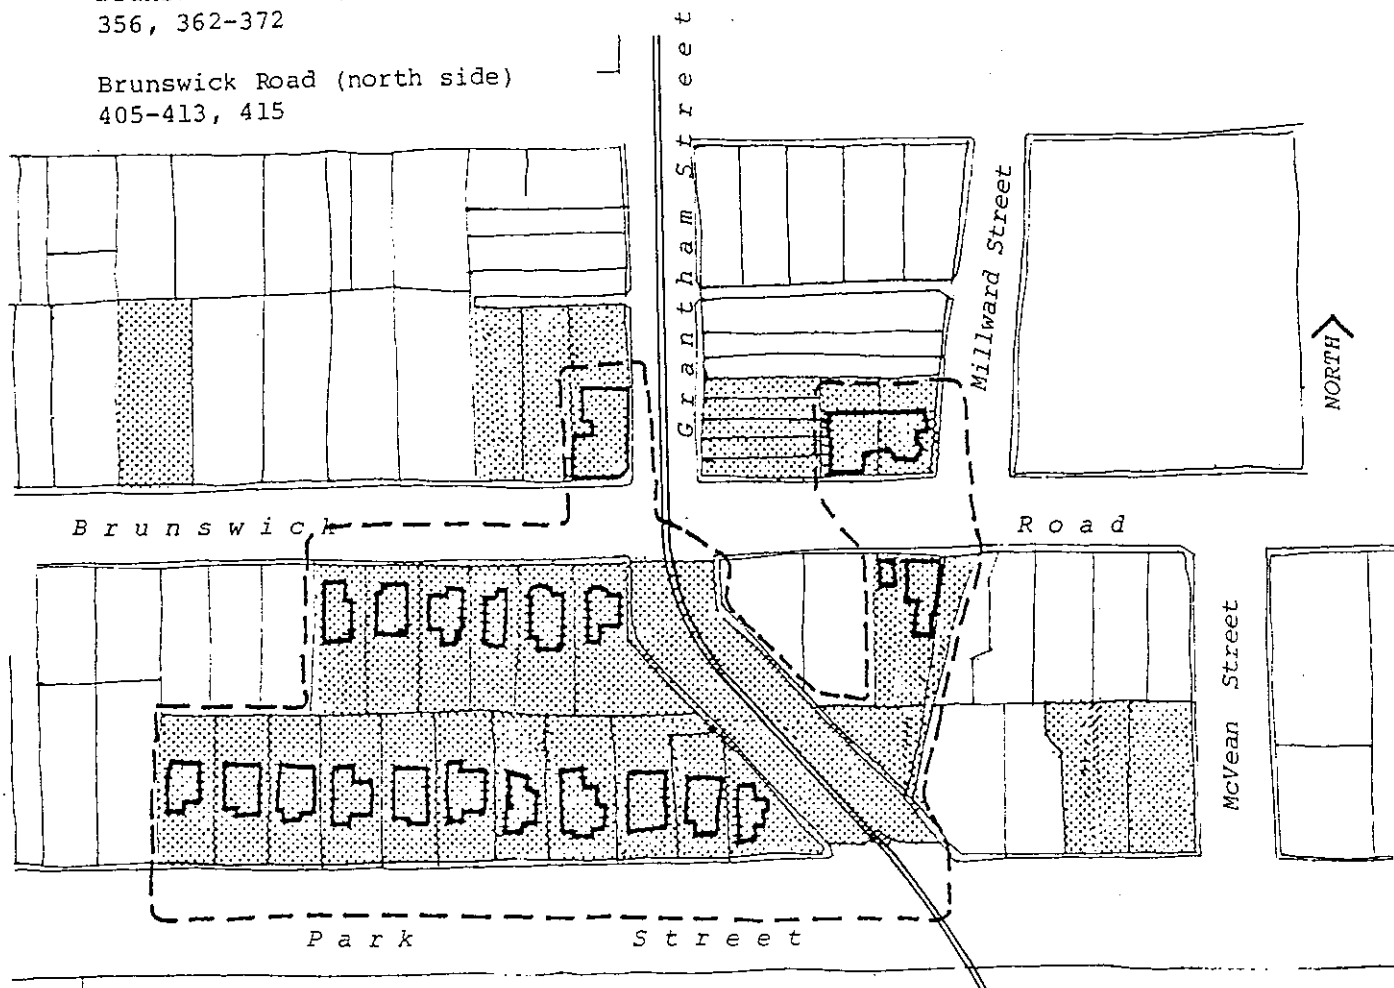 356, 362-372
Brunswick Road (north side)
405-413, 415
Grantham Street
Millward Street
NORTH
Brunswick Road
McVean Street
Park Street